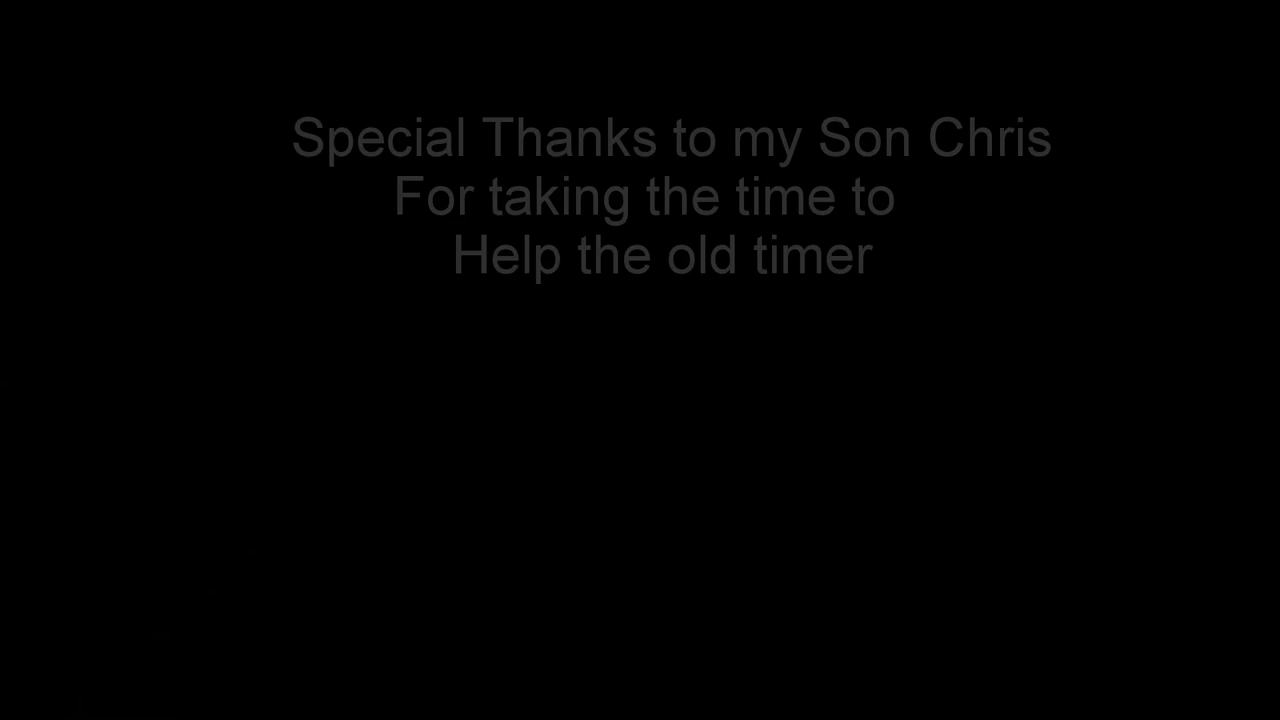 Special Thanks to my Son Chris
For taking the time to
Help the old timer